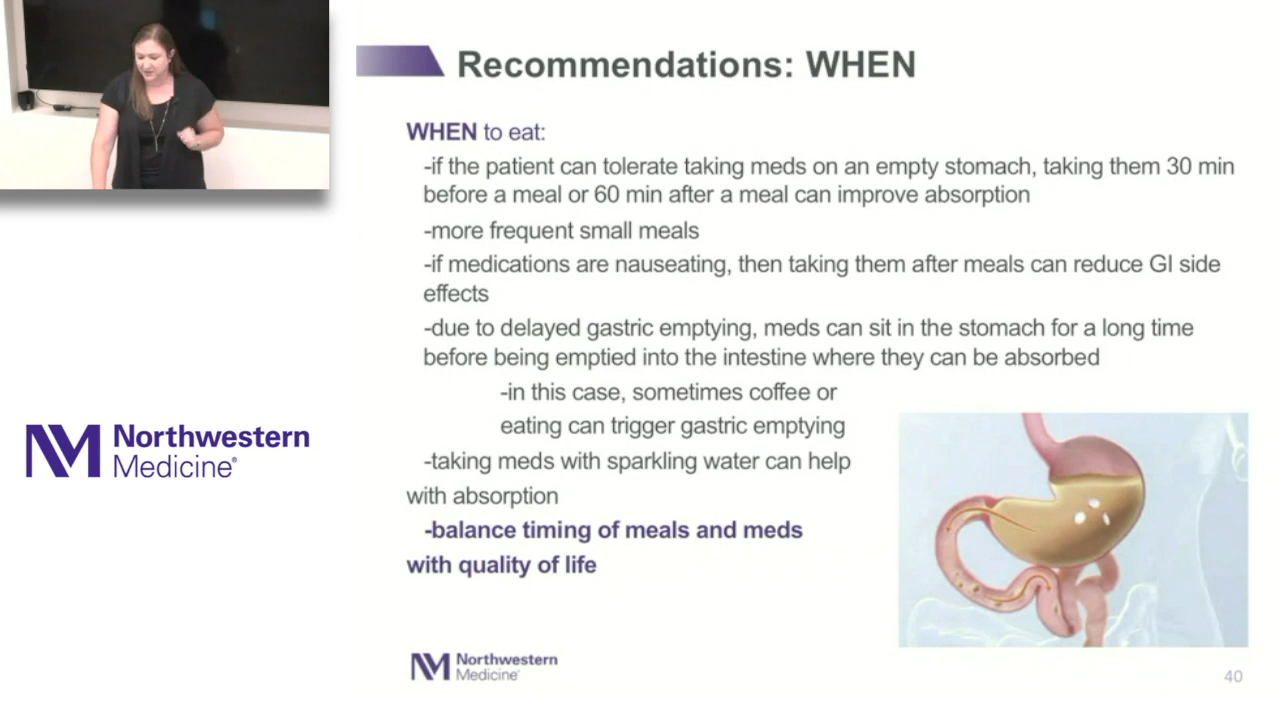 Recommendations: WHEN
WHEN to eat:
-if the patient can tolerate taking meds on an empty stomach, taking them 30 min
before a meal or 60 min after a meal can improve absorption
-more frequent small meals
-if medications are nauseating, then taking them after meals can reduce GI side
effects
-due to delayed gastric emptying, meds can sit in the stomach for a long time
before being emptied into the intestine where they can be absorbed
-in this case, sometimes coffee or
eating can trigger gastric emptying
-taking meds with sparkling water can help
with absorption
-balance timing of meals and meds
with quality of life
NM Northwestern
Medicine®
NM Northwestern
Medicine®
40